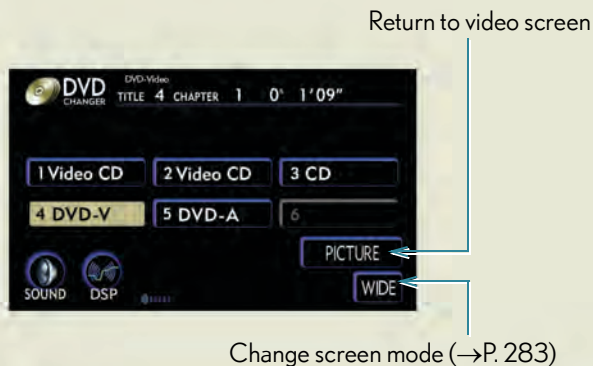 Return to video screen
DVD-Video
DVD
CHANGER TITLE 4 CHAPTER 1 0ʰ 1'09"
1 Video CD 2 Video CD 3 CD
4 DVD-V 5 DVD-A 6
PICTURE
SOUND DSP WIDE
Change screen mode (→P. 283)